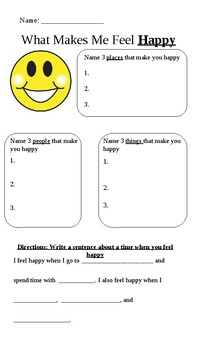 Name: ___________________
What Makes Me Feel Happy
Name 3 places that make you happy
1.
2.
3.
Name 3 people that make
you happy
1.
2.
3.
Name 3 things that make you
happy
1.
2.
3.
Directions: Write a sentence about a time when you feel
happy
I feel happy when I go to ______________________ and
spend time with ___________. I also feel happy when I
_____________, __________________, and
_________________.